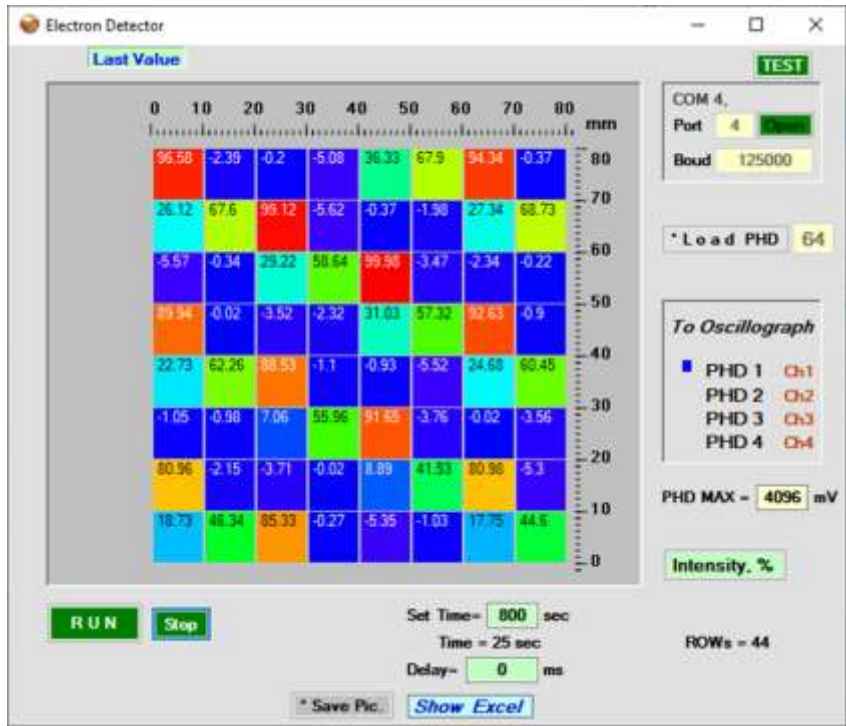 Electron Detector
Last Value
TEST
0 10 20 30 40 50 60 70 80
mm
COM 4,
Port 4 Open
Boud 125000
96.58 -2.39 -0.2 -5.08 36.33 67.9 94.34 -0.37
80
70
26.12 67.6 99.12 -5.62 -0.37 -1.98 27.34 68.73
* Load PHD 64
60
-5.57 -0.34 29.22 58.64 99.98 -3.47 -2.34 -0.22
50
89.94 -0.02 -3.52 -2.32 31.03 57.32 92.63 -0.9
To Oscillograph
40
22.73 62.26 88.53 -1.1 -0.93 -5.52 24.68 60.45
PHD 1 Ch1
PHD 2 Ch2
PHD 3 Ch3
PHD 4 Ch4
30
-1.05 -0.98 7.06 55.96 91.65 -3.76 -0.02 -3.56
20
80.96 -2.15 -3.71 -0.02 8.89 41.53 80.98 -5.3
PHD MAX = 4096 mV
10
18.73 46.34 85.33 -0.27 -5.35 -1.03 17.75 44.6
0
Intensity, %
RUN Stop
Set Time= 800 sec
Time = 25 sec
ROWs = 44
Delay= 0 ms
* Save Pic. Show Excel